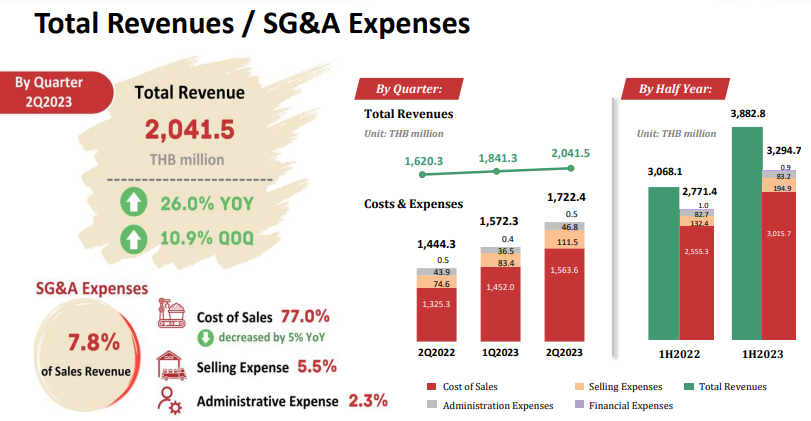 Total Revenues / SG&A Expenses
By Quarter
2Q2023
Total Revenue
2,041.5
THB million
26.0% YOY
10.9% QOQ
SG&A Expenses
7.8%
of Sales Revenue
Cost of Sales 77.0%
decreased by 5% YoY
Selling Expense 5.5%
Administrative Expense 2.3%
By Quarter:
Total Revenues
Unit: THB million
1,620.3
1,841.3
2,041.5
Costs & Expenses
1,444.3
0.5
43.9
74.6
1,325.3
2Q2022
1,572.3
0.4
36.5
83.4
1,452.0
1Q2023
1,722.4
0.5
46.8
111.5
1,563.6
2Q2023
By Half Year:
Unit: THB million
3,068.1
2,771.4
1.0
82.7
132.4
2,555.3
1H2022
3,882.8
3,294.7
0.9
83.2
194.9
3,015.7
1H2023
Cost of Sales
Selling Expenses
Total Revenues
Administration Expenses
Financial Expenses